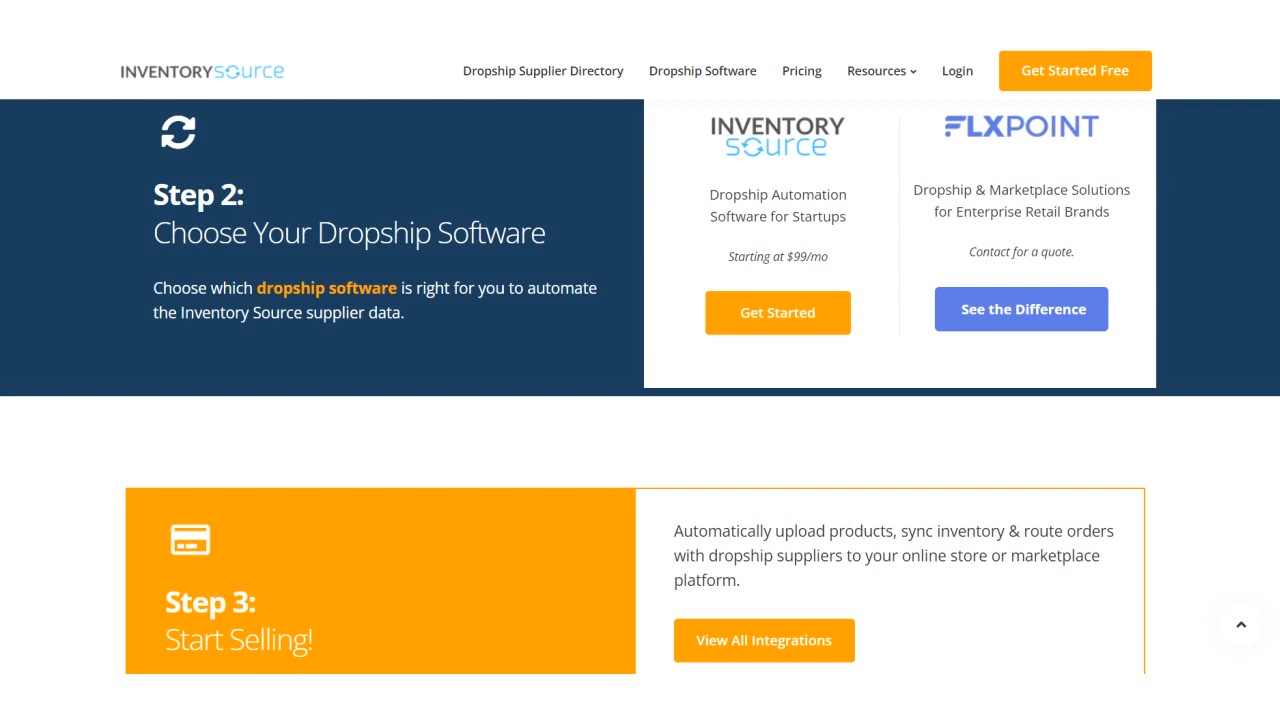 INVENTORY source
Dropship Supplier Directory
Dropship Software
Pricing
Resources
Login
Get Started Free
Step 2:
Choose Your Dropship Software
Choose which dropship software is right for you to automate
the Inventory Source supplier data.
INVENTORY
source
Dropship Automation
Software for Startups
Starting at $99/mo
Get Started
FLXPOINT
Dropship & Marketplace Solutions
for Enterprise Retail Brands
Contact for a quote.
See the Difference
Step 3:
Start Selling!
Automatically upload products, sync inventory & route orders
with dropship suppliers to your online store or marketplace
platform.
View All Integrations